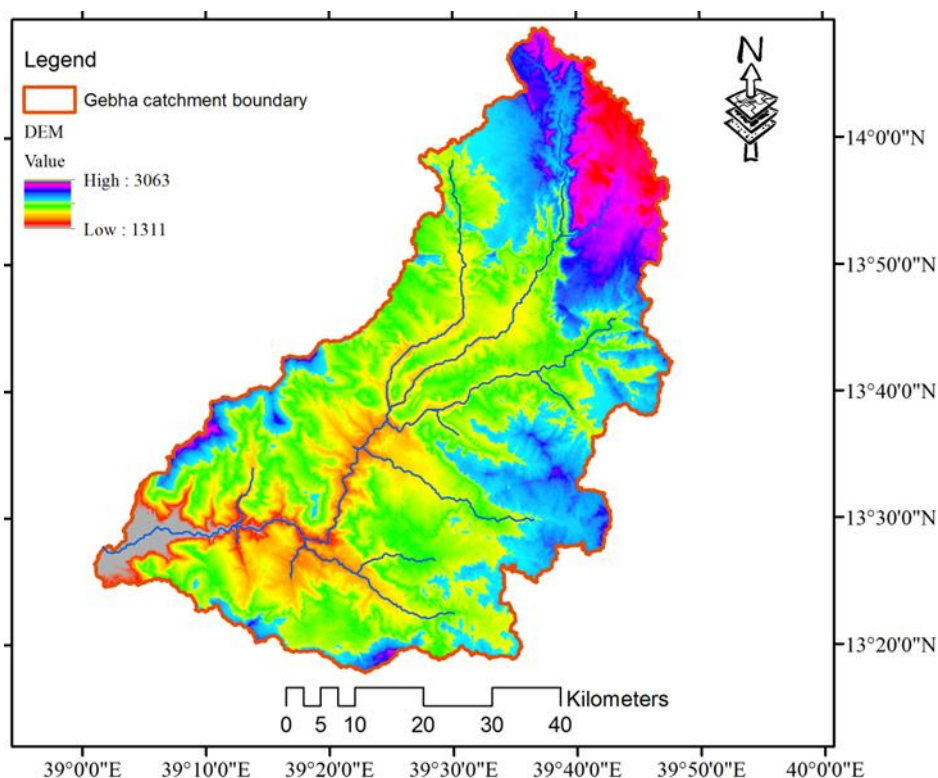 Legend
Gebha catchment boundary
DEM
Value
High : 3063
Low : 1311
N
14°0'0"N
13°50'0"N
13°40'0"N
13°30'0"N
13°20'0"N
Kilometers
0 5 10 20 30 40
39°0'0"E 39°10'0"E 39°20'0"E 39°30'0"E 39°40'0"E 39°50'0"E 40°0'0"E